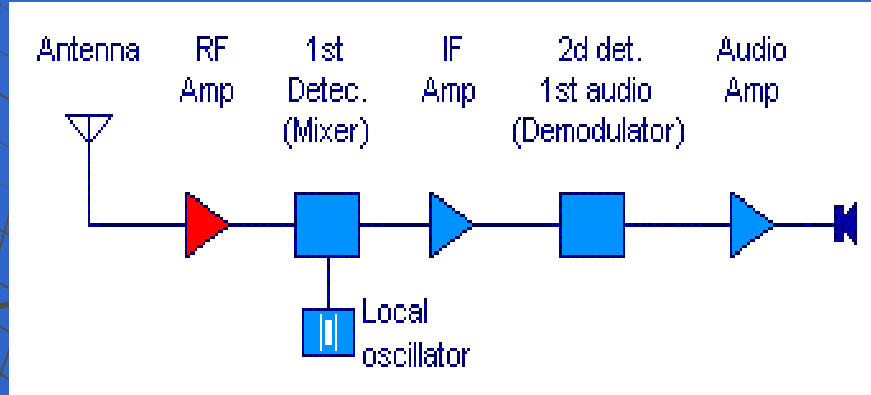 Antenna
RF
Amp
1st
Detec.
(Mixer)
IF
Amp
2d det.
1st audio
(Demodulator)
Audio
Amp
Local
oscillator